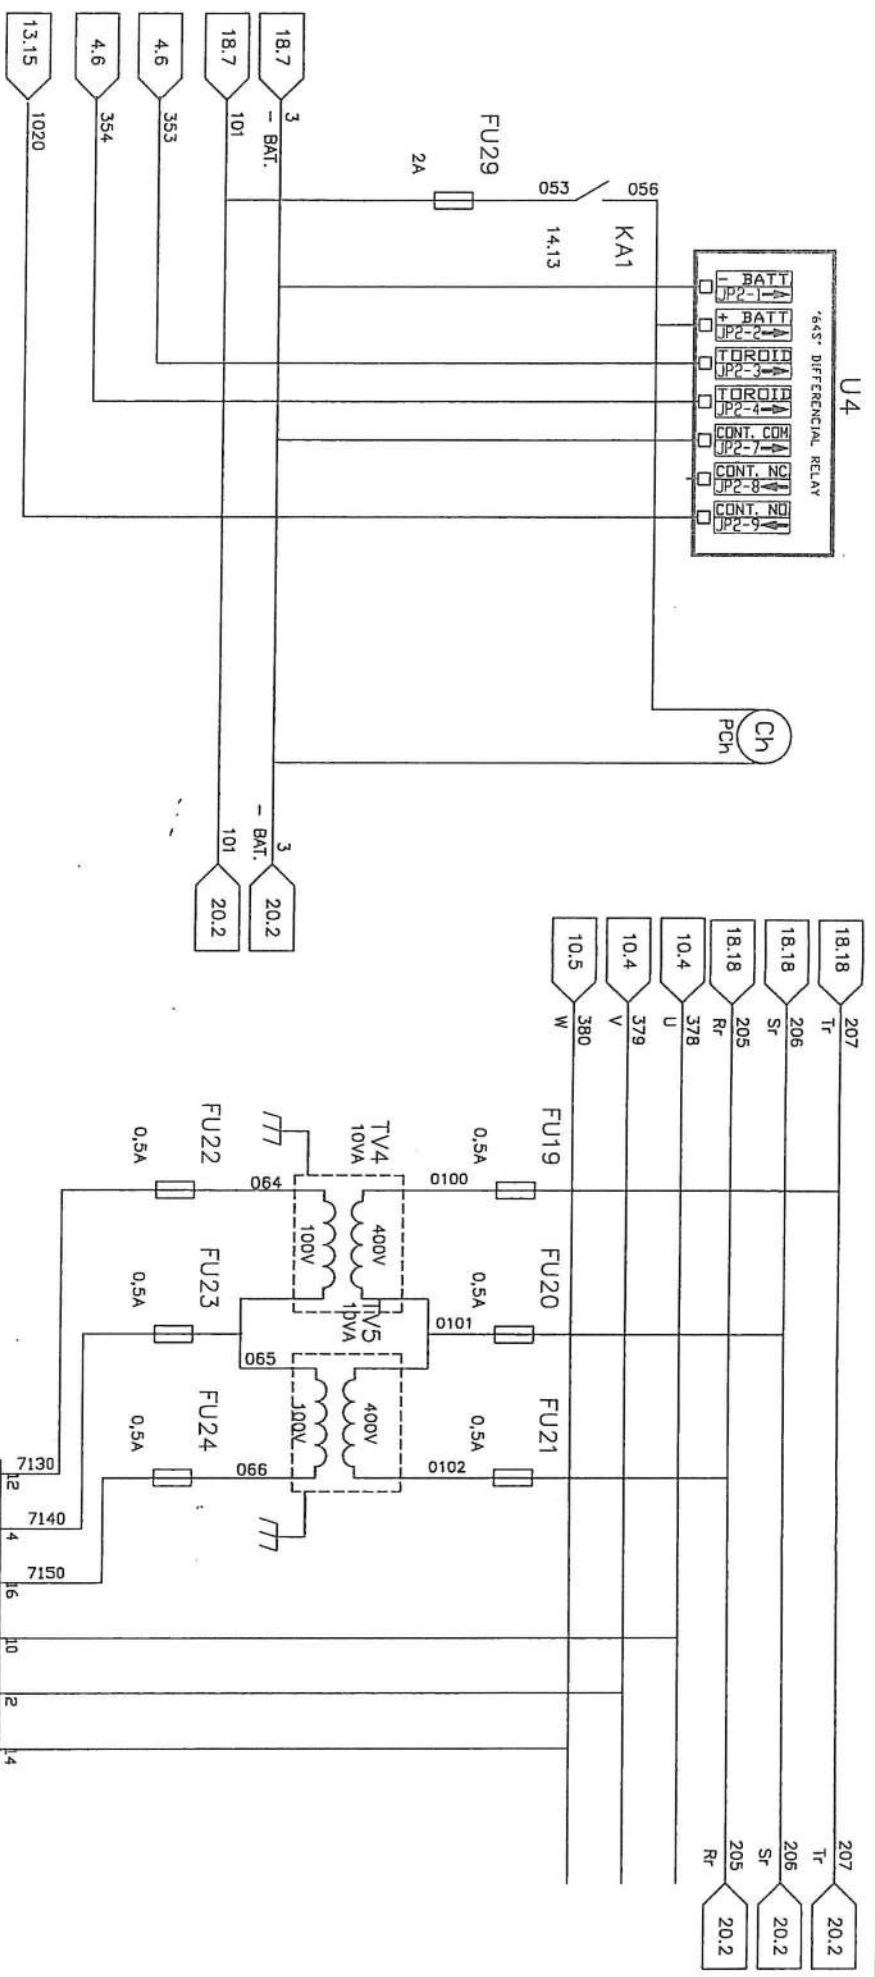 U4
"64S" DIFFERENCIAL RELAY
- BATT
JP2-1
+ BATT
JP2-2
TOROID
JP2-3
TOROID
JP2-4
CONT. COM
JP2-7
CONT. NC
JP2-8
CONT. NO
JP2-9
Ch
PCh
KA1
14.13
056
053
FU29
2A
18.7
3
- BAT.
18.7
101
4.6
353
4.6
354
13.15
1020
3
- BAT.
20.2
101
20.2
18.18
207
Tr
18.18
206
Sr
18.18
205
Rr
10.4
378
U
10.4
379
V
10.5
380
W
207
Tr
20.2
206
Sr
20.2
205
Rr
20.2
FU19
0,5A
FU20
0,5A
FU21
0,5A
0100
0101
0102
TV4
10VA
400V
100V
TV5
10VA
400V
100V
064
065
066
FU22
0,5A
FU23
0,5A
FU24
0,5A
7130
12
7140
4
7150
16
10
2
14